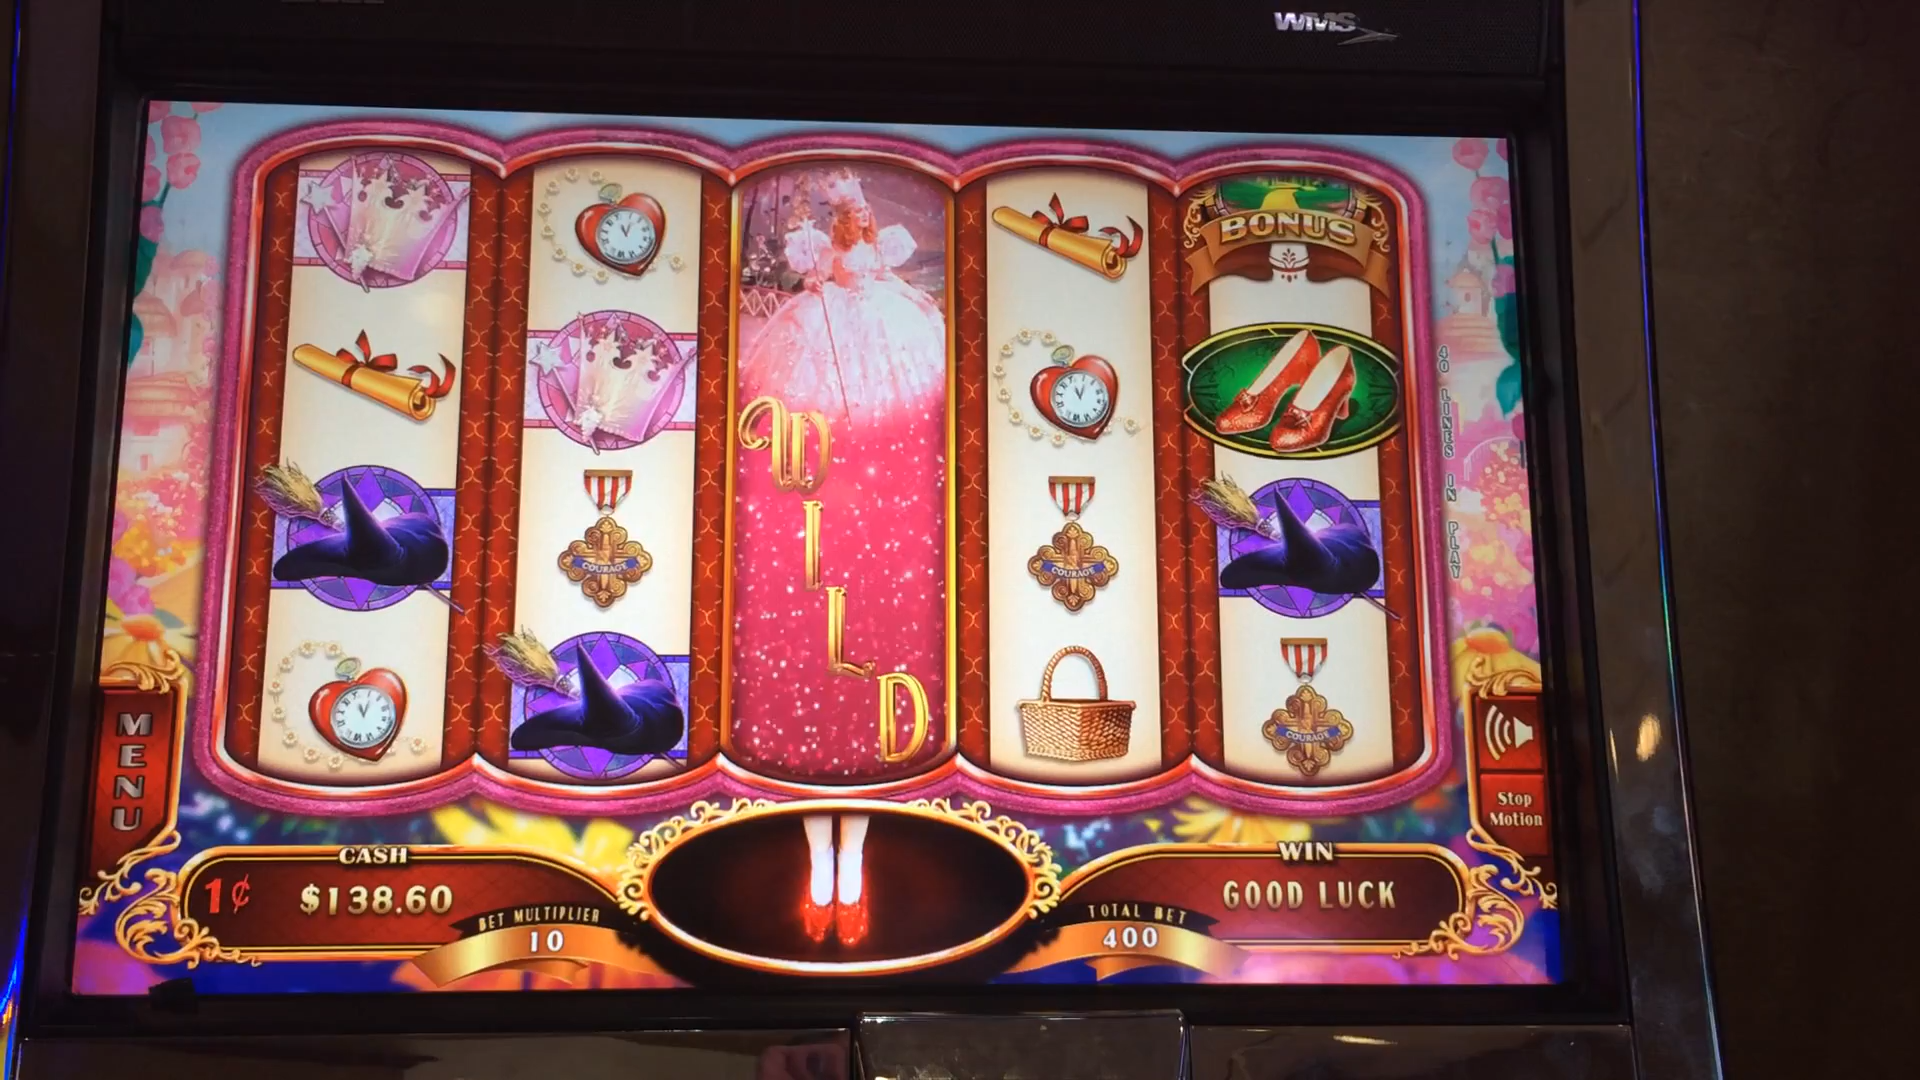 WMS
BONUS
40 LINES IN PLAY
WILD
COURAGE
COURAGE
COURAGE
MENU
Stop
Motion
CASH
1¢ $138.60
BET MULTIPLIER
10
TOTAL BET
400
WIN
GOOD LUCK